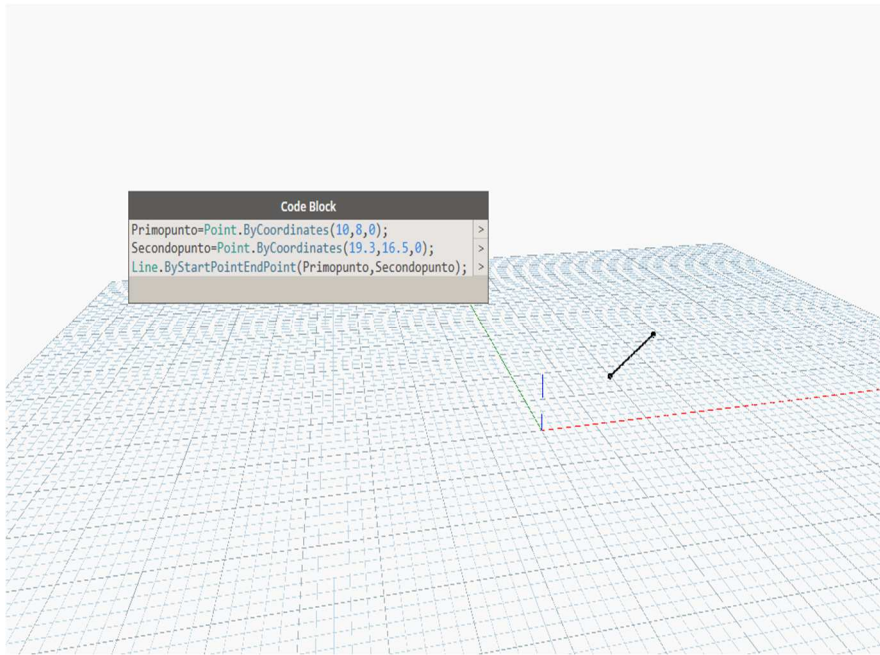 Code Block
Primopunto=Point.ByCoordinates(10,8,0); >
Secondopunto=Point.ByCoordinates(19.3,16.5,0); >
Line.ByStartPointEndPoint(Primopunto,Secondopunto); >